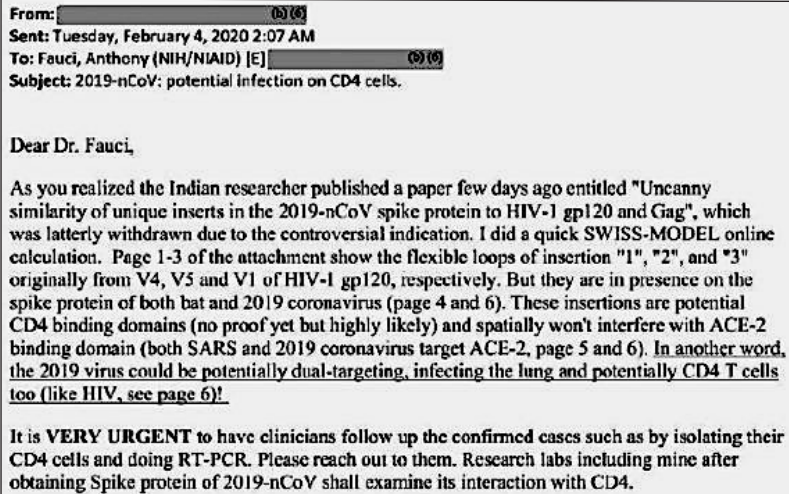 From: (b) (6)
Sent: Tuesday, February 4, 2020 2:07 AM
To: Fauci, Anthony (NIH/NIAID) [E] (b) (6)
Subject: 2019-nCoV: potential infection on CD4 cells.
Dear Dr. Fauci,
As you realized the Indian researcher published a paper few days ago entitled "Uncanny
similarity of unique inserts in the 2019-nCoV spike protein to HIV-1 gp120 and Gag", which
was latterly withdrawn due to the controversial indication. I did a quick SWISS-MODEL online
calculation. Page 1-3 of the attachment show the flexible loops of insertion "1", "2", and "3"
originally from V4, V5 and V1 of HIV-1 gp120, respectively. But they are in presence on the
spike protein of both bat and 2019 coronavirus (page 4 and 6). These insertions are potential
CD4 binding domains (no proof yet but highly likely) and spatially won't interfere with ACE-2
binding domain (both SARS and 2019 coronavirus target ACE-2, page 5 and 6). In another word,
the 2019 virus could be potentially dual-targeting, infecting the lung and potentially CD4 T cells
too (like HIV, see page 6)!
It is VERY URGENT to have clinicians follow up the confirmed cases such as by isolating their
CD4 cells and doing RT-PCR. Please reach out to them. Research labs including mine after
obtaining Spike protein of 2019-nCoV shall examine its interaction with CD4.